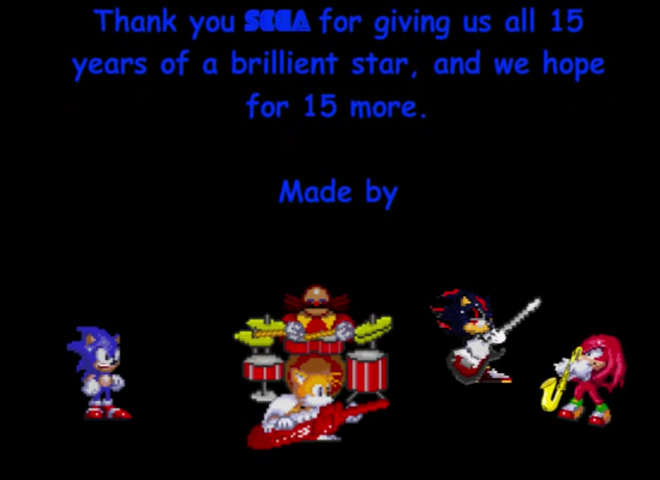 Thank you SEGA for giving us all 15
years of a brillient star, and we hope
for 15 more.
Made by